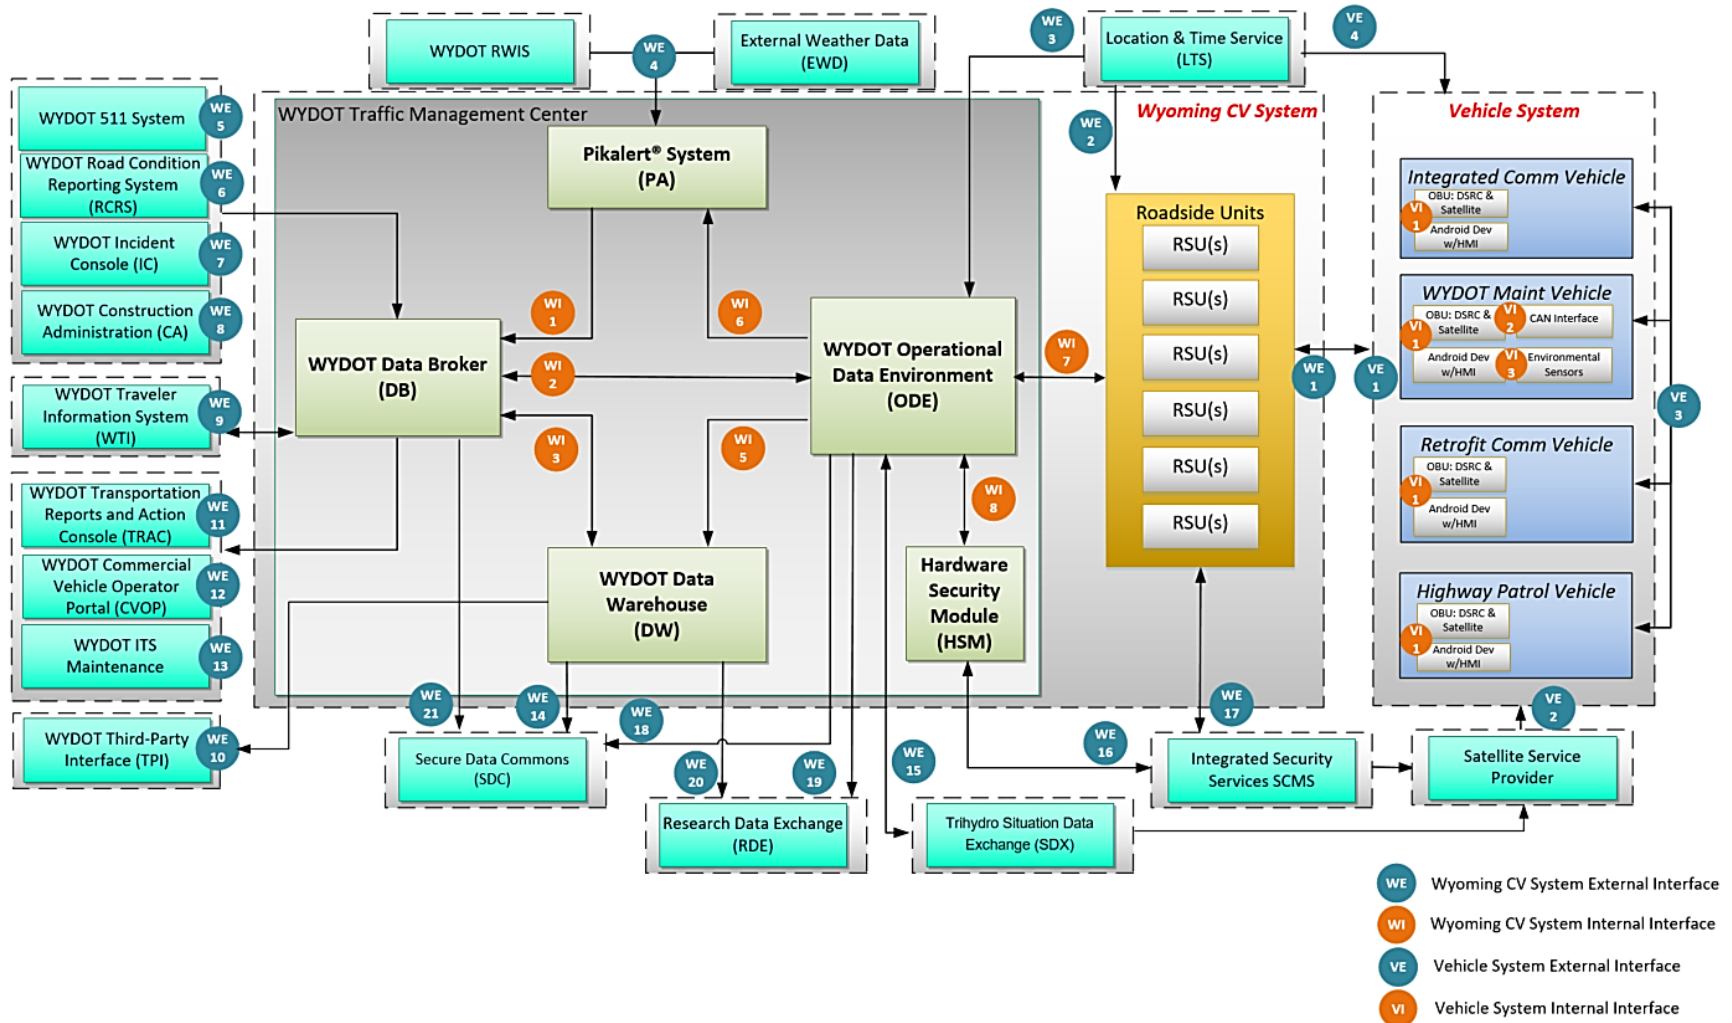 WYDOT RWIS
WE
4
External Weather Data
(EWD)
WE
3
Location & Time Service
(LTS)
VE
4
WYDOT 511 System
WE
5
WYDOT Road Condition
Reporting System
(RCRS)
WE
6
WYDOT Incident
Console (IC)
WE
7
WYDOT Construction
Administration (CA)
WE
8
WYDOT Traveler
Information System
(WTI)
WE
9
WYDOT Transportation
Reports and Action
Console (TRAC)
WE
11
WYDOT Commercial
Vehicle Operator
Portal (CVOP)
WE
12
WYDOT ITS
Maintenance
WE
13
WYDOT Third-Party
Interface (TPI)
WE
10
WYDOT Traffic Management Center
Pikalert® System
(PA)
WI
1
WI
6
WYDOT Data Broker
(DB)
WI
2
WYDOT Operational
Data Environment
(ODE)
WI
7
WI
3
WI
5
WI
8
WYDOT Data
Warehouse
(DW)
Hardware
Security
Module
(HSM)
Wyoming CV System
WE
2
Roadside Units
RSU(s)
RSU(s)
RSU(s)
RSU(s)
RSU(s)
RSU(s)
WE
1
VE
1
Vehicle System
Integrated Comm Vehicle
OBU: DSRC &
Satellite
VI
1
Android Dev
w/HMI
WYDOT Maint Vehicle
OBU: DSRC &
Satellite
VI
2
CAN Interface
VI
1
Android Dev
w/HMI
VI
3
Environmental
Sensors
VE
3
Retrofit Comm Vehicle
OBU: DSRC &
Satellite
VI
1
Android Dev
w/HMI
Highway Patrol Vehicle
OBU: DSRC &
Satellite
VI
1
Android Dev
w/HMI
WE
21
WE
14
WE
18
WE
17
VE
2
Secure Data Commons
(SDC)
WE
20
WE
19
WE
15
WE
16
Integrated Security
Services SCMS
Satellite Service
Provider
Research Data Exchange
(RDE)
Trihydro Situation Data
Exchange (SDX)
WE
Wyoming CV System External Interface
WI
Wyoming CV System Internal Interface
VE
Vehicle System External Interface
VI
Vehicle System Internal Interface